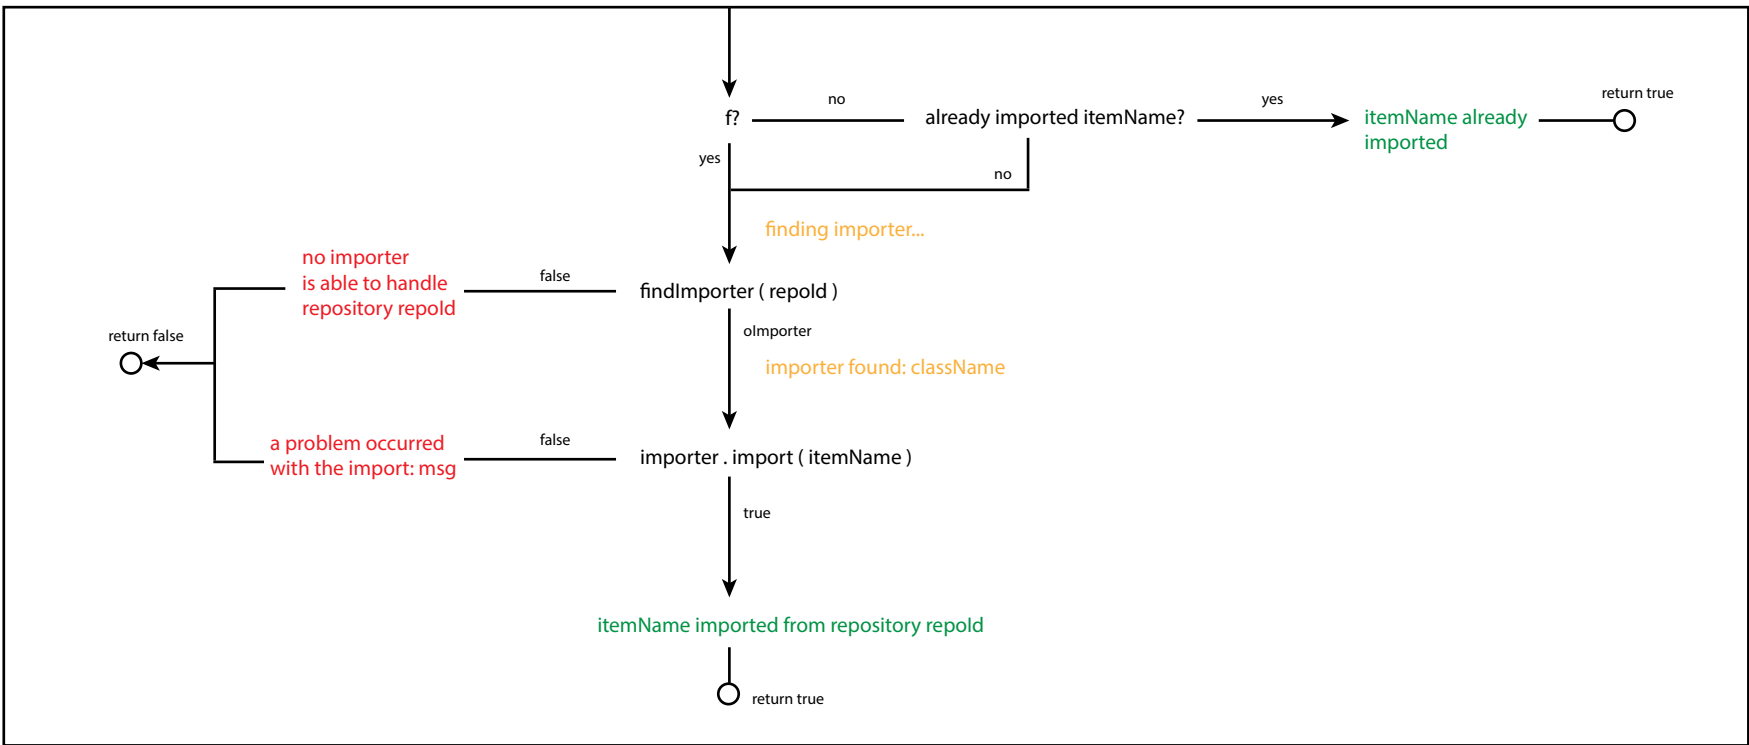 return true
no
yes
f?
already imported itemName?
itemName already
imported
yes
no
finding importer...
no importer
is able to handle
repository repoId
false
findImporter ( repoId )
return false
oImporter
importer found: className
a problem occurred
with the import: msg
false
importer . import ( itemName )
true
itemName imported from repository repoId
return true